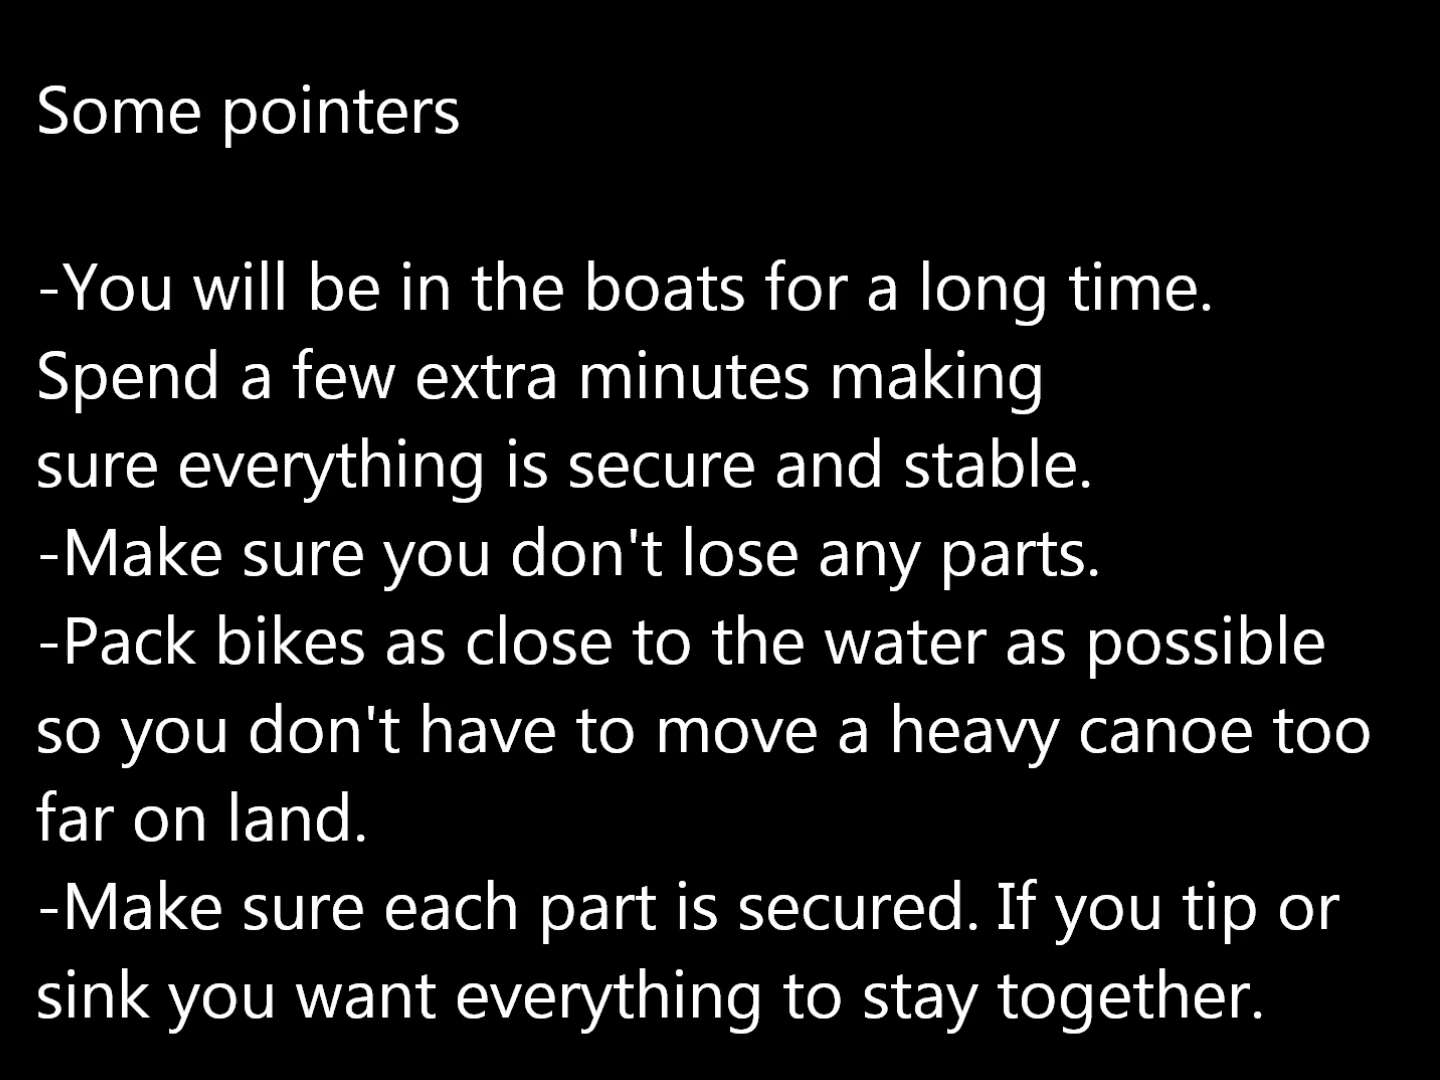 Some pointers
-You will be in the boats for a long time.
Spend a few extra minutes making
sure everything is secure and stable.
-Make sure you don't lose any parts.
-Pack bikes as close to the water as possible
so you don't have to move a heavy canoe too
far on land.
-Make sure each part is secured. If you tip or
sink you want everything to stay together.